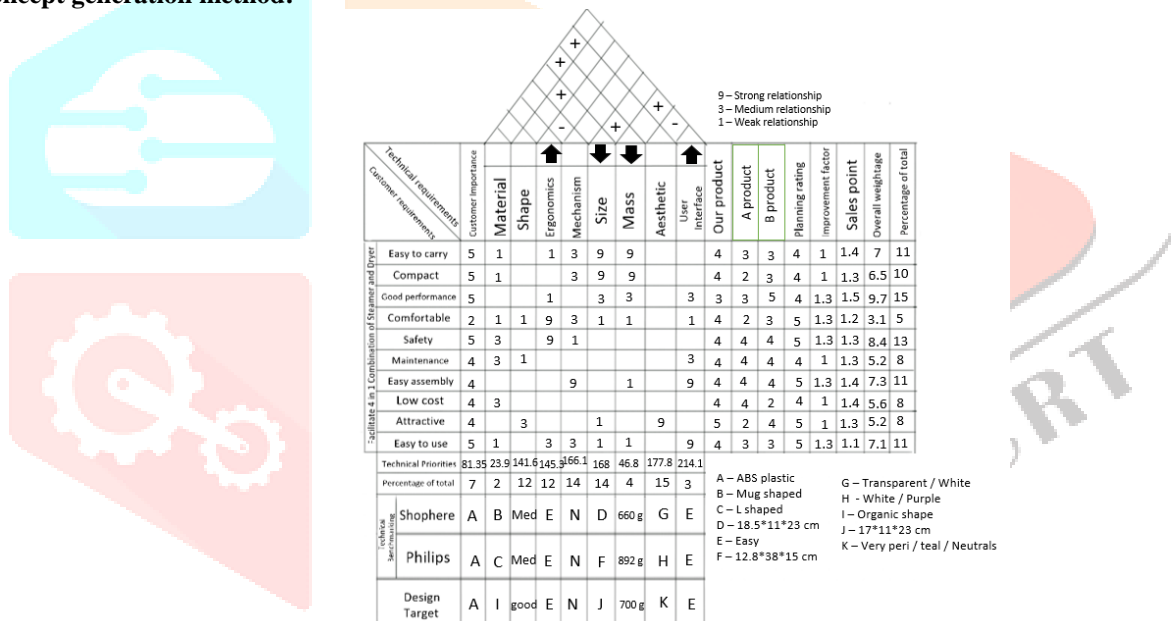 ncept generation method:
+
+
+ +
- + -
9 – Strong relationship
3 – Medium relationship
1 – Weak relationship
Technical requirements
Customer requirements
Customer Importance
Material
Shape
Ergonomics
Mechanism
Size
Mass
Aesthetic
User Interface
Our product
A product
B product
Planning rating
Improvement factor
Sales point
Overall weightage
Percentage of total
Facilitate 4 in 1 Combination of Steamer and Dryer
Easy to carry 5 1 1 3 9 9 4 3 3 4 1 1.4 7 11
Compact 5 1 3 9 9 4 2 3 4 1 1.3 6.5 10
Good performance 5 1 3 3 3 3 3 5 4 1.3 1.5 9.7 15
Comfortable 2 1 1 9 3 1 1 1 4 2 3 5 1.3 1.2 3.1 5
Safety 5 3 9 1 4 4 4 5 1.3 1.3 8.4 13
Maintenance 4 3 1 3 4 4 4 4 1 1.3 5.2 8
Easy assembly 4 9 1 9 4 4 4 5 1.3 1.4 7.3 11
Low cost 4 3 4 4 2 4 1 1.4 5.6 8
Attractive 4 3 1 9 5 2 4 5 1 1.3 5.2 8
Easy to use 5 1 3 3 1 1 9 4 3 3 5 1.3 1.1 7.1 11
Technical Priorities 81.35 23.9 141.6 145.3 166.1 168 46.8 177.8 214.1
Percentage of total 7 2 12 12 14 14 4 15 3
Technical Benchmarking
Shophere A B Med E N D 660 g G E
Philips A C Med E N F 892 g H E
Design Target A I good E N J 700 g K E
A – ABS plastic
B – Mug shaped
C – L shaped
D – 18.5*11*23 cm
E – Easy
F – 12.8*38*15 cm
G – Transparent / White
H - White / Purple
I – Organic shape
J – 17*11*23 cm
K – Very peri / teal / Neutrals
RT